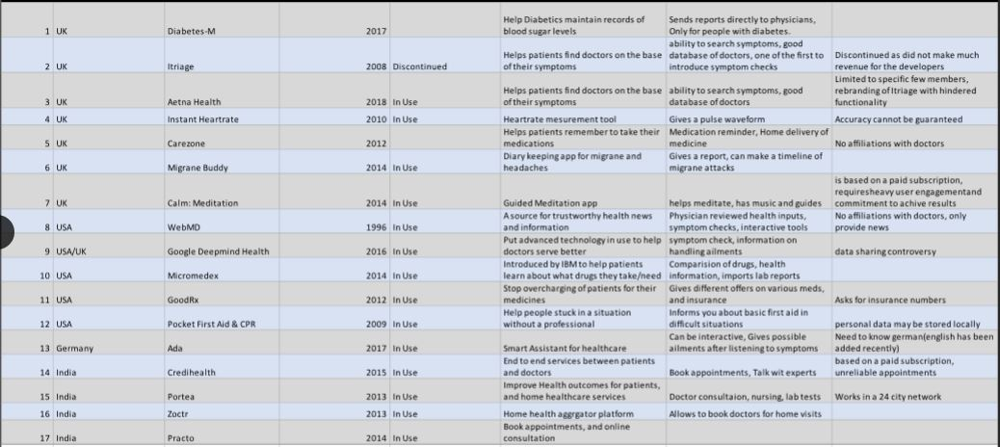 1 UK Diabetes-M 2017 Help Diabetics maintain records of blood sugar levels Sends reports directly to physicians, Only for people with diabetes.
2 UK Itriage 2008 Discontinued Helps patients find doctors on the base of their symptoms ability to search symptoms, good database of doctors, one of the first to introduce symptom checks Discontinued as did not make much revenue for the developers
3 UK Aetna Health 2018 In Use Helps patients find doctors on the base of their symptoms ability to search symptoms, good database of doctors Limited to specific few members, rebranding of Itriage with hindered functionality
4 UK Instant Heartrate 2010 In Use Heartrate mesurement tool Gives a pulse waveform Accuracy cannot be guaranteed
5 UK Carezone 2012 Helps patients remember to take their medications Medication reminder, Home delivery of medicine No affiliations with doctors
6 UK Migrane Buddy 2014 In Use Diary keeping app for migrane and headaches Gives a report, can make a timeline of migrane attacks
7 UK Calm: Meditation 2014 In Use Guided Meditation app helps meditate, has music and guides is based on a paid subscription, requiresheavy user engagementand commitment to achive results
8 USA WebMD 1996 In Use A source for trustworthy health news and information Physician reviewed health inputs, symptom checks, interactive tools No affiliations with doctors, only provide news
9 USA/UK Google Deepmind Health 2016 In Use Put advanced technology in use to help doctors serve better symptom check, information on handling ailments data sharing controversy
10 USA Micromedex 2014 In Use Introduced by IBM to help patients learn about what drugs they take/need Comparision of drugs, health information, imports lab reports
11 USA GoodRx 2012 In Use Stop overcharging of patients for their medicines Gives different offers on various meds, and insurance Asks for insurance numbers
12 USA Pocket First Aid & CPR 2009 In Use Help people stuck in a situation without a professional Informs you about basic first aid in difficult situations personal data may be stored locally
13 Germany Ada 2017 In Use Smart Assistant for healthcare Can be interactive, Gives possible ailments after listening to symptoms Need to know german(english has been added recently)
14 India Credihealth 2015 In Use End to end services between patients and doctors Book appointments, Talk wit experts based on a paid subscription, unreliable appointments
15 India Portea 2013 In Use Improve Health outcomes for patients, and home healthcare services Doctor consultaion, nursing, lab tests Works in a 24 city network
16 India Zoctr 2013 In Use Home health aggrgator platform Allows to book doctors for home visits
17 India Practo 2014 In Use Book appointments, and online consultation